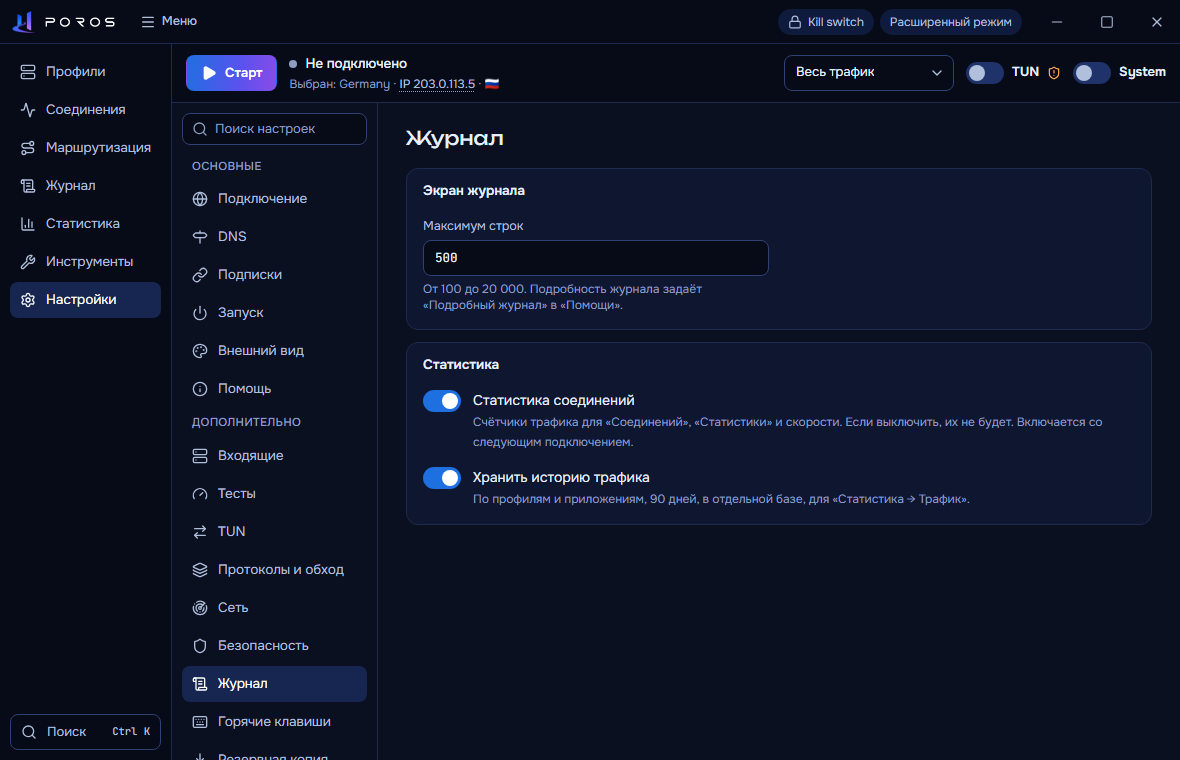 POROS
Меню
Kill switch
Расширенный режим
Профили
Соединения
Маршрутизация
Журнал
Статистика
Инструменты
Настройки
Поиск
Ctrl K
Старт
Не подключено
Выбран: Germany · IP 203.0.113.5 ·
Весь трафик
TUN
System
Поиск настроек
ОСНОВНЫЕ
Подключение
DNS
Подписки
Запуск
Внешний вид
Помощь
ДОПОЛНИТЕЛЬНО
Входящие
Тесты
TUN
Протоколы и обход
Сеть
Безопасность
Журнал
Горячие клавиши
Резервная копия
Журнал
Экран журнала
Максимум строк
500
От 100 до 20 000. Подробность журнала задаёт
«Подробный журнал» в «Помощи».
Статистика
Статистика соединений
Счётчики трафика для «Соединений», «Статистики» и скорости. Если выключить, их не будет. Включается со
следующим подключением.
Хранить историю трафика
По профилям и приложениям, 90 дней, в отдельной базе, для «Статистика → Трафик».